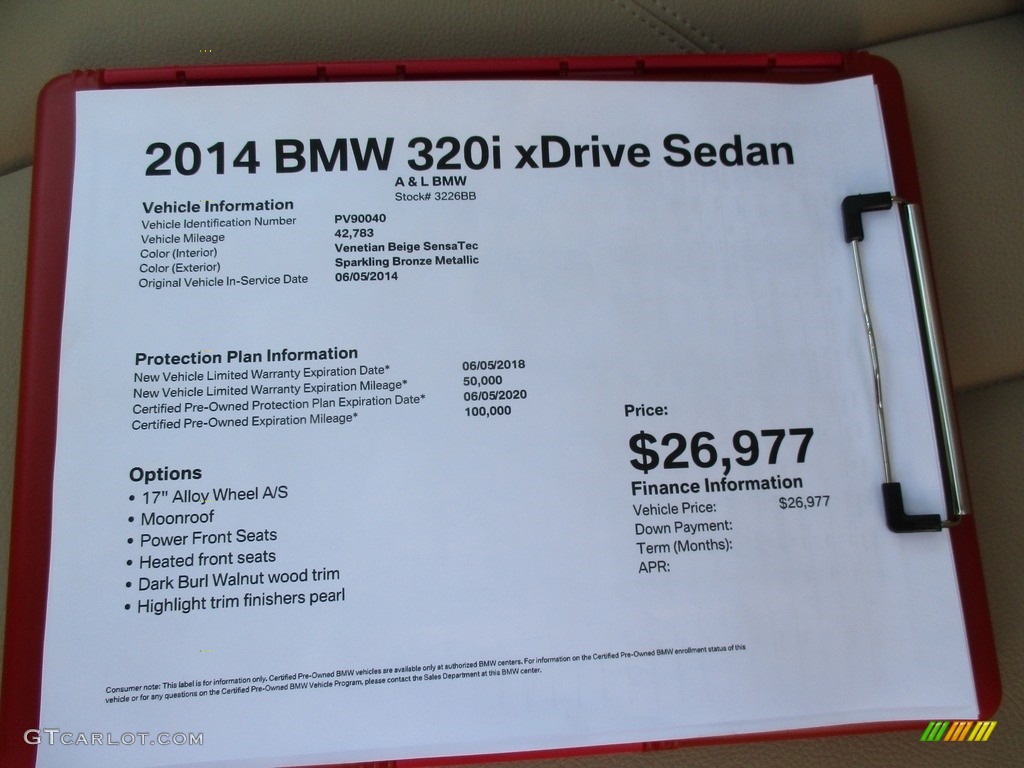 2014 BMW 320i xDrive Sedan
A & L BMW
Stock# 3226BB
Vehicle Information
Vehicle Identification Number PV90040
Vehicle Mileage 42,783
Color (Interior) Venetian Beige SensaTec
Color (Exterior) Sparkling Bronze Metallic
Original Vehicle In-Service Date 06/05/2014
Protection Plan Information
New Vehicle Limited Warranty Expiration Date* 06/05/2018
New Vehicle Limited Warranty Expiration Mileage* 50,000
Certified Pre-Owned Protection Plan Expiration Date* 06/05/2020
Certified Pre-Owned Expiration Mileage* 100,000
Options
• 17" Alloy Wheel A/S
• Moonroof
• Power Front Seats
• Heated front seats
• Dark Burl Walnut wood trim
• Highlight trim finishers pearl
Price:
$26,977
Finance Information
Vehicle Price: $26,977
Down Payment:
Term (Months):
APR:
Consumer note: This label is for information only. Certified Pre-Owned BMW vehicles are available only at authorized BMW centers. For information on the Certified Pre-Owned BMW enrollment status of this
vehicle or for any questions on the Certified Pre-Owned BMW Vehicle Program, please contact the Sales Department at this BMW center.
GTcarlot.com